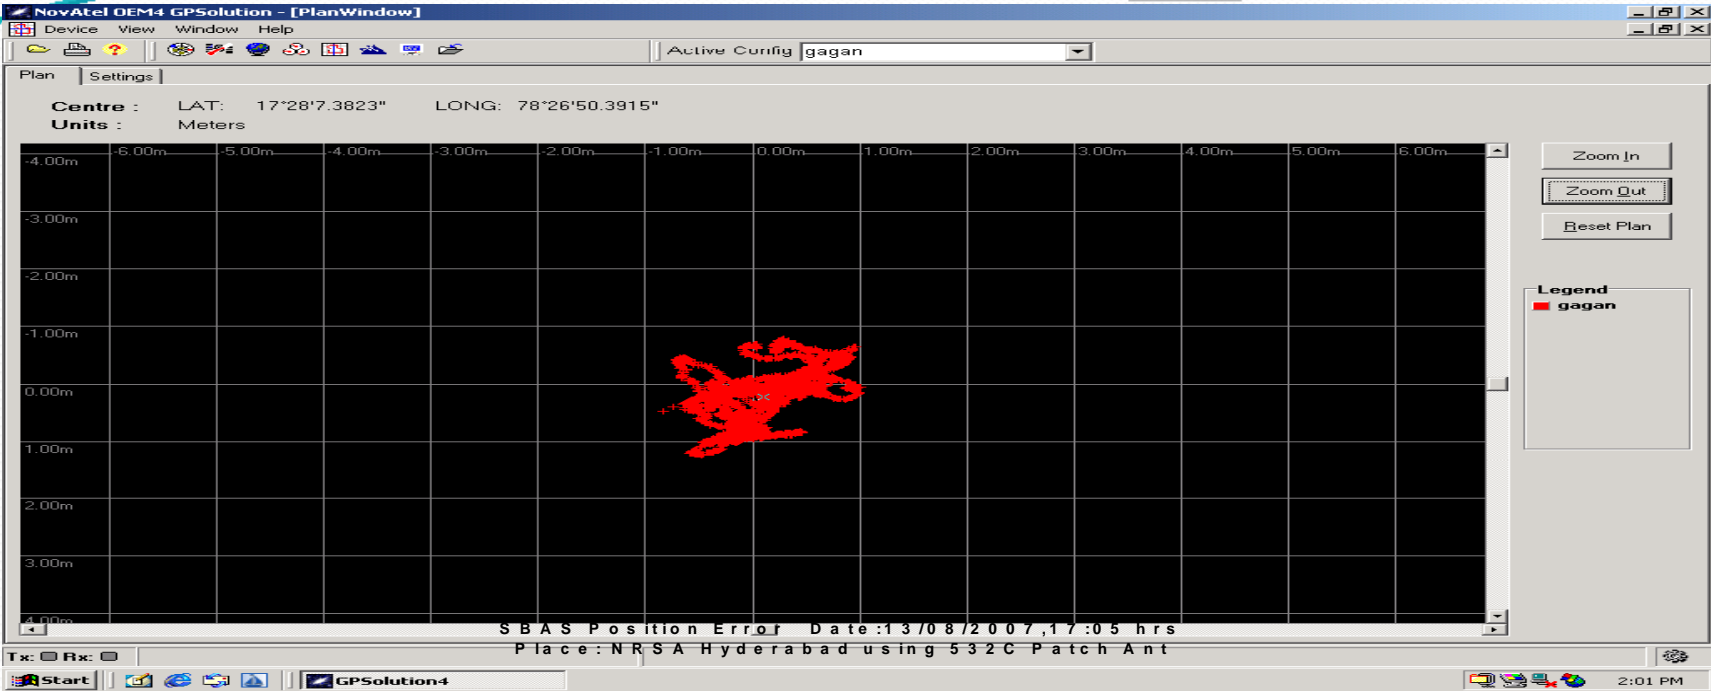 NovAtel OEM4 GPSolution - [PlanWindow]
Device View Window Help
Active Config gagan
Plan Settings
Centre : LAT: 17°28'7.3823" LONG: 78°26'50.3915"
Units : Meters
-6.00m -5.00m -4.00m -3.00m -2.00m -1.00m 0.00m 1.00m 2.00m 3.00m 4.00m 5.00m 6.00m
-4.00m
-3.00m
-2.00m
-1.00m
0.00m
1.00m
2.00m
3.00m
4.00m
Zoom In
Zoom Out
Reset Plan
Legend
gagan
SBAS Position Error Date:13/08/2007,17:05 hrs
Place:NRSA Hyderabad using 532C Patch Ant
Tx: Rx:
Start GPSolution4 2:01 PM